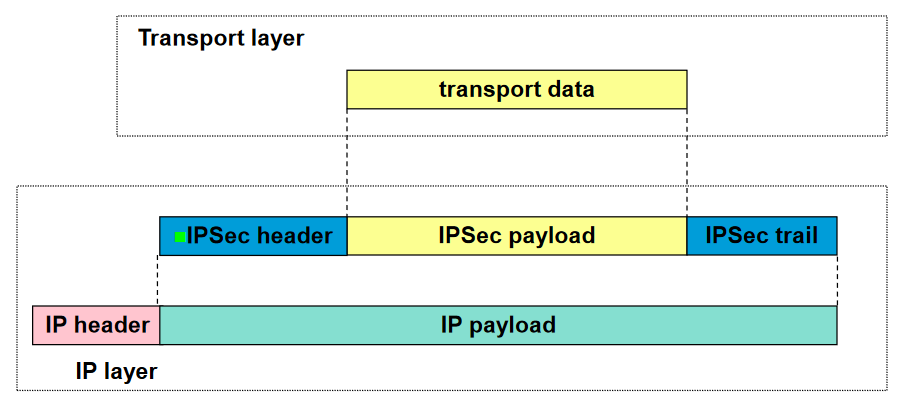 Transport layer
transport data
IPSec header
IPSec payload
IPSec trail
IP header
IP payload
IP layer